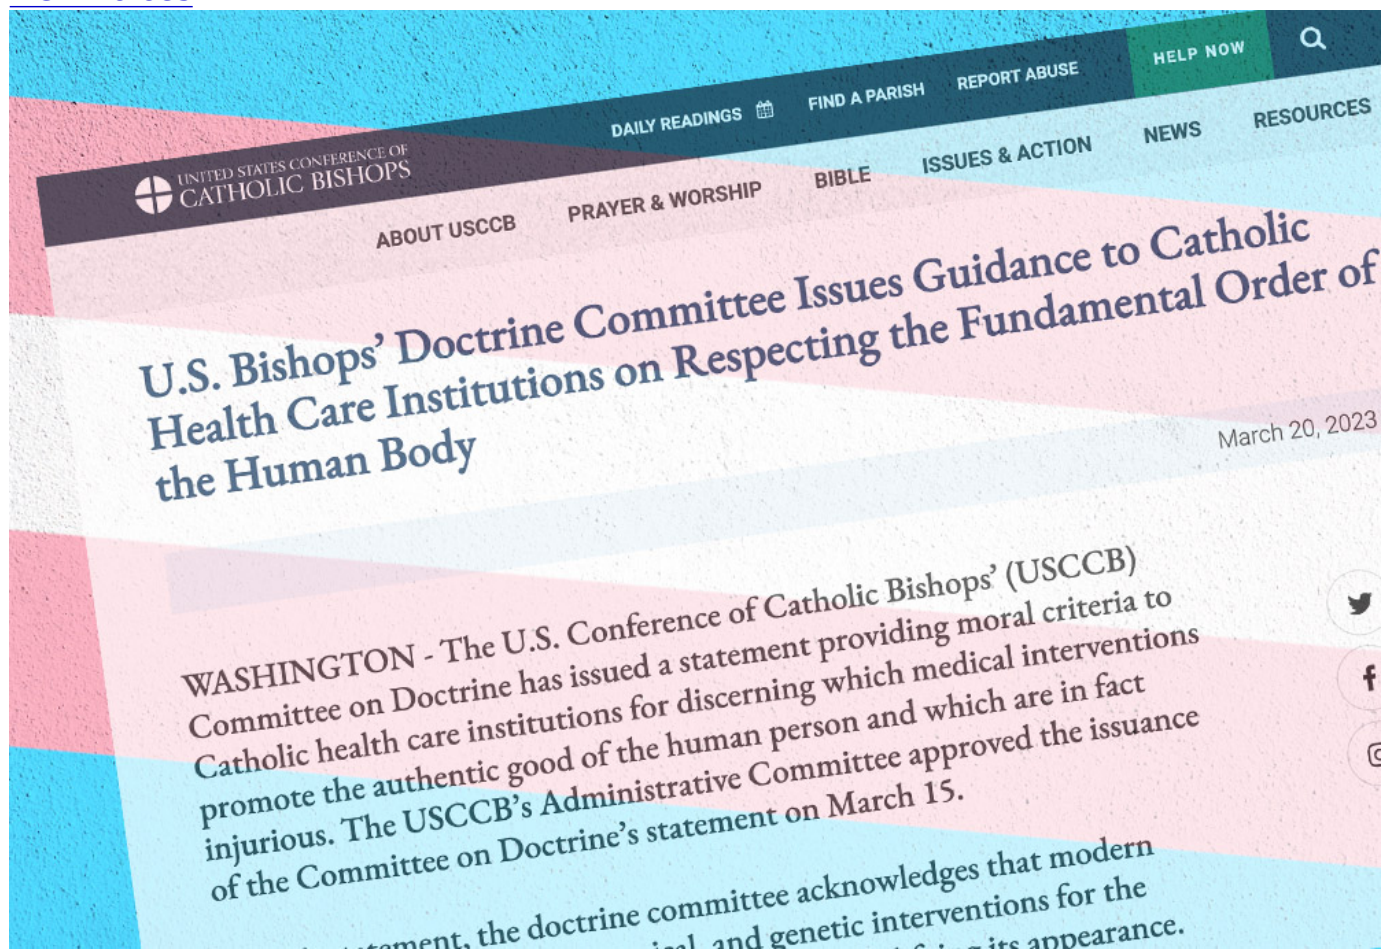 DAILY READINGS
FIND A PARISH
REPORT ABUSE
HELP NOW
UNITED STATES CONFERENCE OF
CATHOLIC BISHOPS
ABOUT USCCB
PRAYER & WORSHIP
BIBLE
ISSUES & ACTION
NEWS
RESOURCES
U.S. Bishops’ Doctrine Committee Issues Guidance to Catholic
Health Care Institutions on Respecting the Fundamental Order of
the Human Body
March 20, 2023
WASHINGTON - The U.S. Conference of Catholic Bishops’ (USCCB)
Committee on Doctrine has issued a statement providing moral criteria to
Catholic health care institutions for discerning which medical interventions
promote the authentic good of the human person and which are in fact
injurious. The USCCB’s Administrative Committee approved the issuance
of the Committee on Doctrine’s statement on March 15.
the doctrine committee acknowledges that modern
and genetic interventions for the
its appearance.